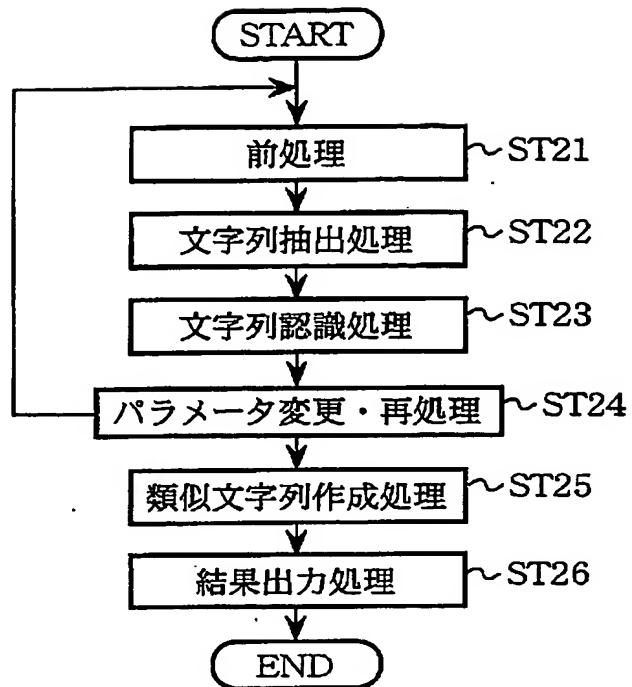 START
前処理 ST21
文字列抽出処理 ST22
文字列認識処理 ST23
パラメータ変更・再処理 ST24
類似文字列作成処理 ST25
結果出力処理 ST26
END